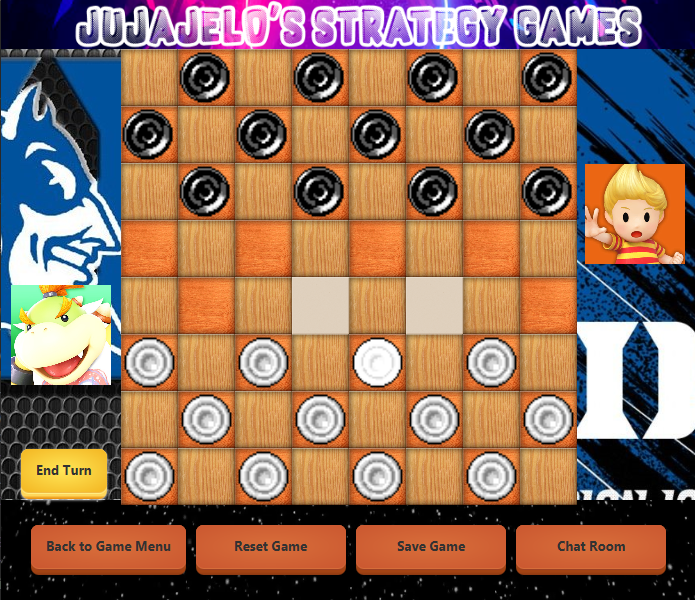 JUJAJELO'S STRATEGY GAMES
End Turn
Back to Game Menu
Reset Game
Save Game
Chat Room